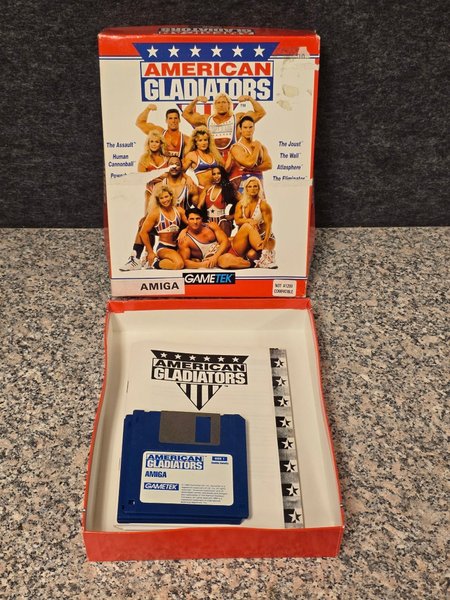 AMERICAN
GLADIATORS
TM
The Assault
Human
Cannonball
The Joust
The Wall
Atlasphere
The Eliminator
AMIGA
GAMETEK
NOT A1200
COMPATIBLE
AMERICAN
GLADIATORS
AMERICAN
GLADIATORS
AMIGA
GAMETEK